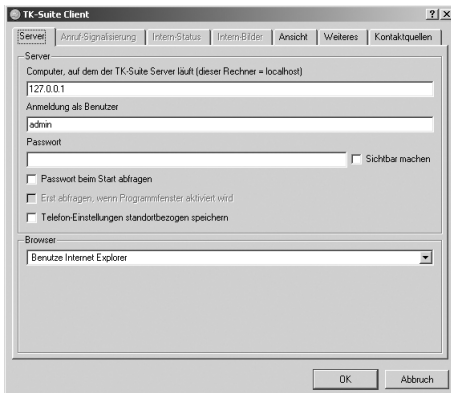 TK-Suite Client
Server Anruf-Signalisierung Intern-Status Intern-Bilder Ansicht Weiteres Kontaktquellen
Server
Computer, auf dem der TK-Suite Server läuft (dieser Rechner = localhost)
127.0.0.1
Anmeldung als Benutzer
admin
Passwort
Sichtbar machen
Passwort beim Start abfragen
Erst abfragen, wenn Programmfenster aktiviert wird
Telefon-Einstellungen standortbezogen speichern
Browser
Benutze Internet Explorer
OK Abbruch